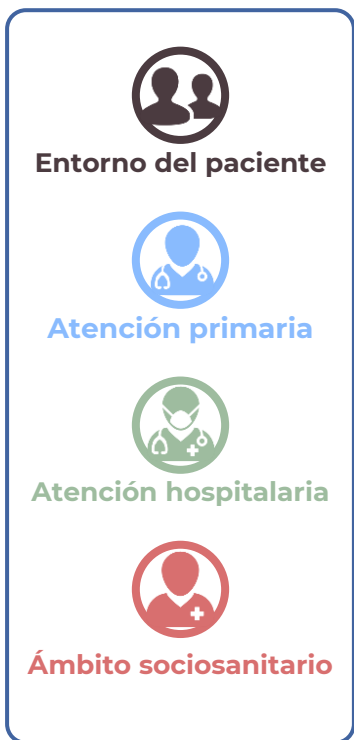 Entorno del paciente
Atención primaria
Atención hospitalaria
Ámbito sociosanitario